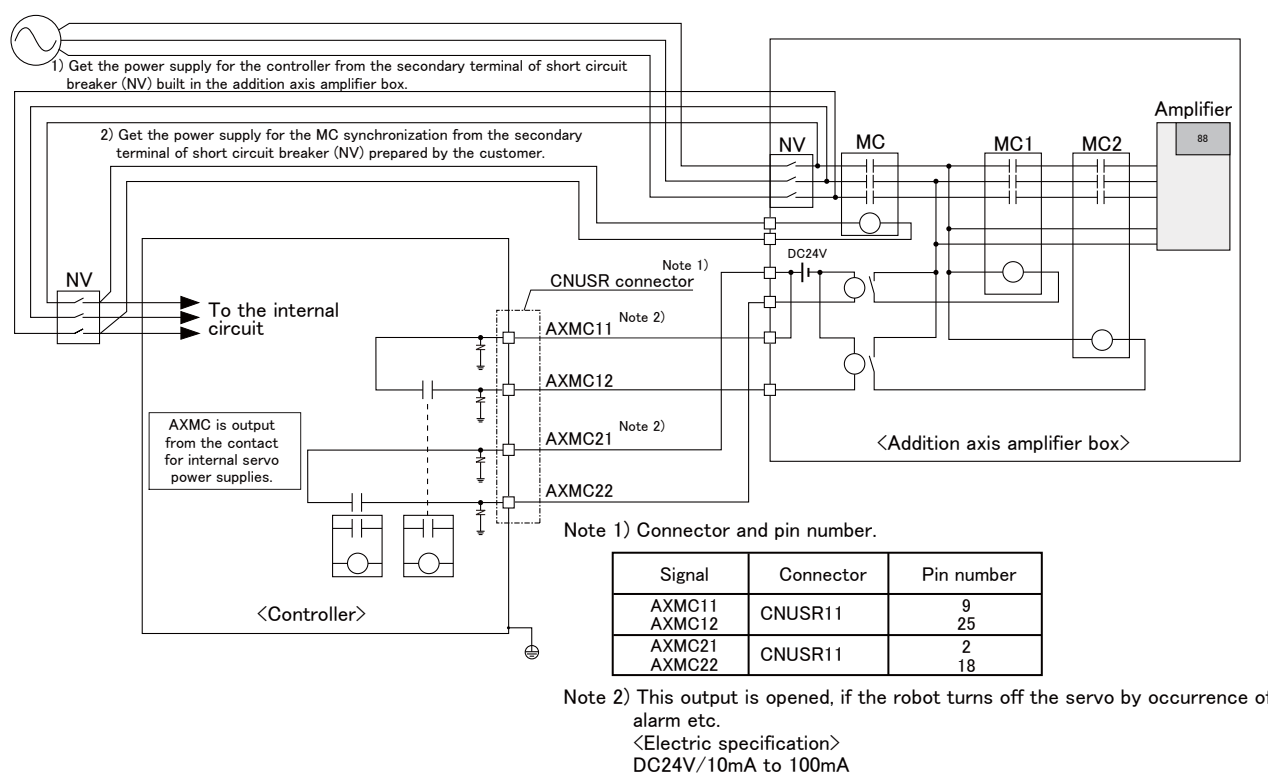 1) Get the power supply for the controller from the secondary terminal of short circuit
breaker (NV) built in the addition axis amplifier box.
2) Get the power supply for the MC synchronization from the secondary
terminal of short circuit breaker (NV) prepared by the customer.
Amplifier
88
NV
MC
MC1
MC2
DC24V
NV
To the internal
circuit
CNUSR connector
Note 1)
AXMC11
Note 2)
AXMC12
AXMC21
Note 2)
AXMC22
AXMC is output
from the contact
for internal servo
power supplies.
<Addition axis amplifier box>
<Controller>
Note 1) Connector and pin number.
Signal Connector Pin number
AXMC11 CNUSR11 9
AXMC12 25
AXMC21 CNUSR11 2
AXMC22 18
Note 2) This output is opened, if the robot turns off the servo by occurrence of
alarm etc.
<Electric specification>
DC24V/10mA to 100mA